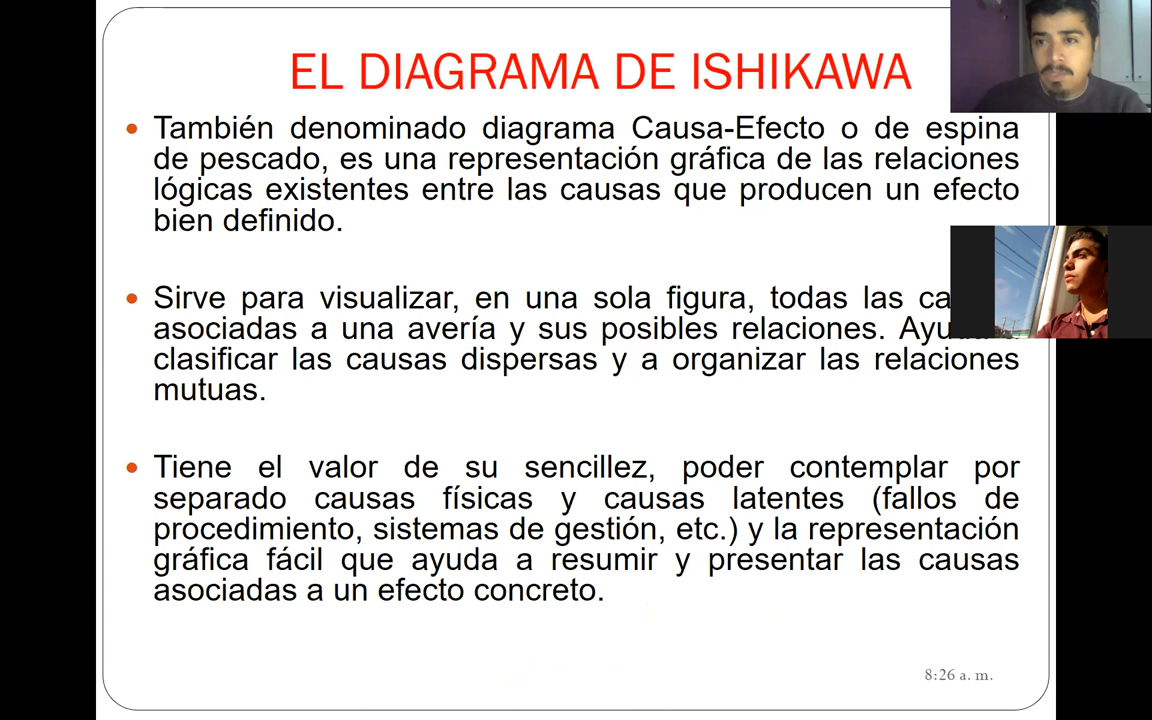 EL DIAGRAMA DE ISHIKAWA
También denominado diagrama Causa-Efecto o de espina
de pescado, es una representación gráfica de las relaciones
lógicas existentes entre las causas que producen un efecto
bien definido.
Sirve para visualizar, en una sola figura, todas las
asociadas a una avería y sus posibles relaciones.
clasificar las causas dispersas y a organizar las relaciones
mutuas.
Tiene el valor de su sencillez, poder contemplar por
separado causas físicas y causas latentes (fallos de
procedimiento, sistemas de gestión, etc.) y la representación
gráfica fácil que ayuda a resumir y presentar las causas
asociadas a un efecto concreto.
8:26 a. m.